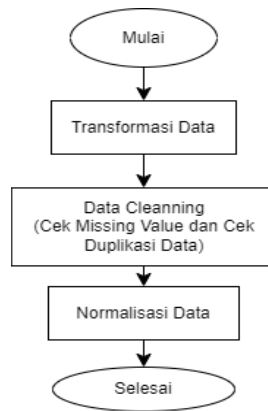 Mulai
Transformasi Data
Data Cleanning
(Cek Missing Value dan Cek
Duplikasi Data)
Normalisasi Data
Selesai